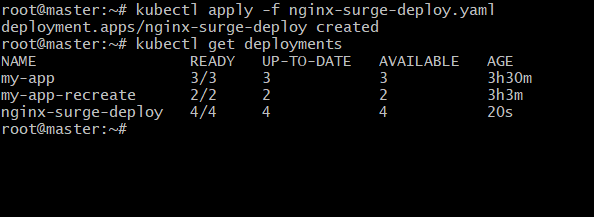 root@master:~# kubectl apply -f nginx-surge-deploy.yaml
deployment.apps/nginx-surge-deploy created
root@master:~# kubectl get deployments
NAME                 READY   UP-TO-DATE   AVAILABLE   AGE
my-app               3/3     3            3           3h30m
my-app-recreate      2/2     2            2           3h3m
nginx-surge-deploy   4/4     4            4           20s
root@master:~#